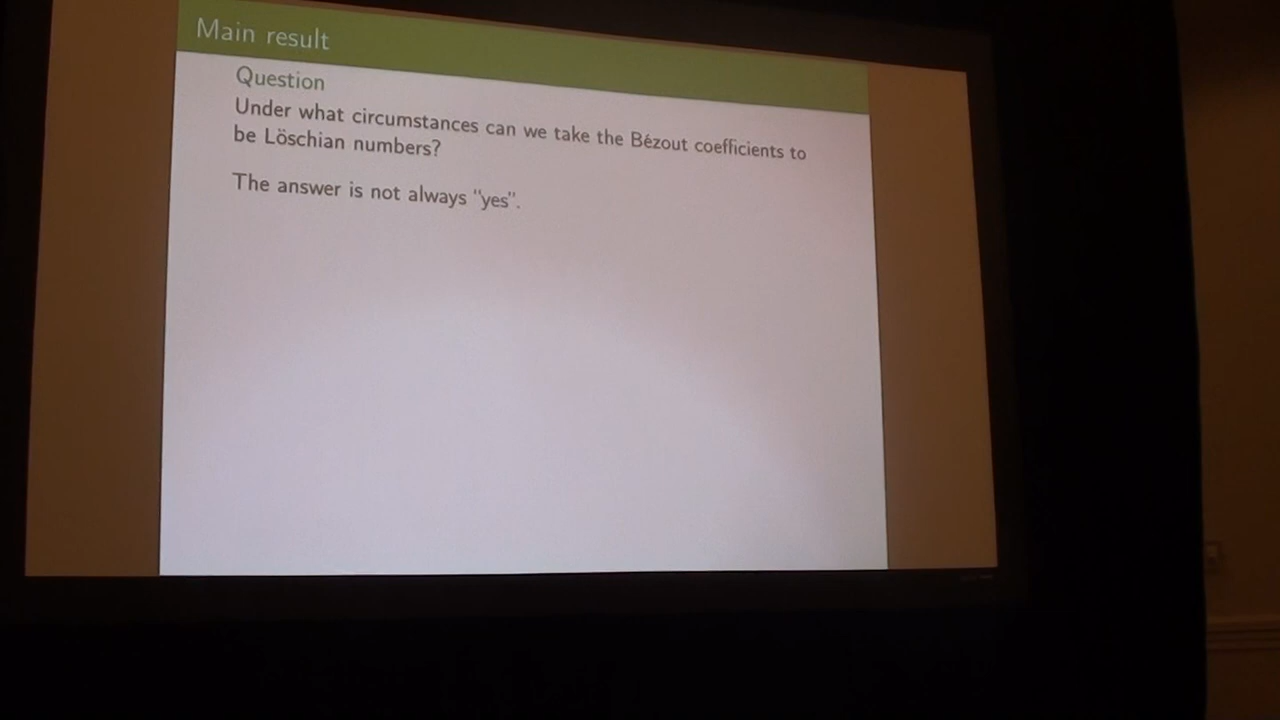 Main result
Question
Under what circumstances can we take the Bézout coefficients to
be Löschian numbers?
The answer is not always "yes".